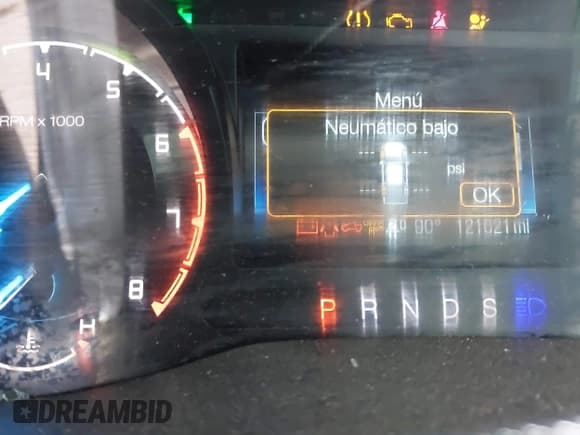 4
5
RPM x 1000
6
7
8
H
Menú
Neumático bajo
psi
OK
90° 121621 mi
P R N D S
DREAMBID